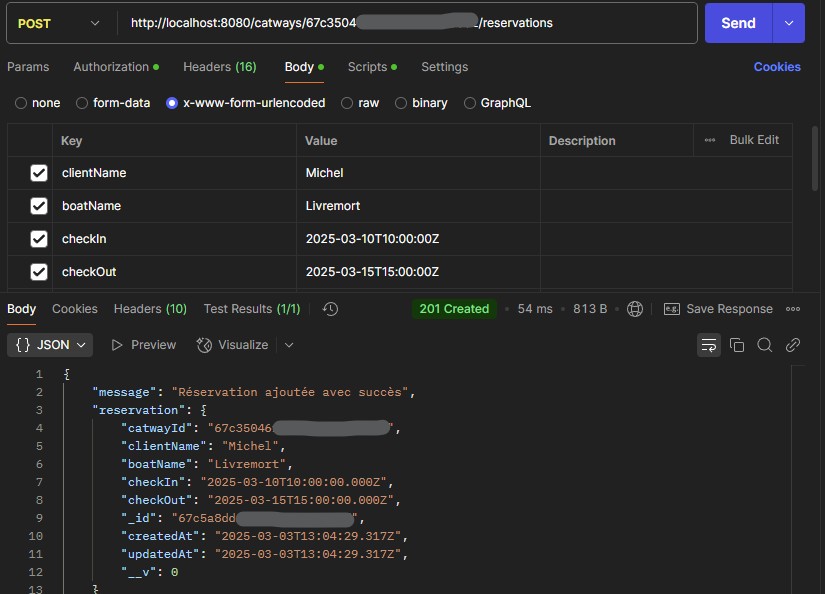 POST http://localhost:8080/catways/67c3504 /reservations Send
Params Authorization Headers (16) Body Scripts Settings Cookies
none form-data x-www-form-urlencoded raw binary GraphQL
Key Value Description ••• Bulk Edit
clientName Michel
boatName Livremort
checkIn 2025-03-10T10:00:00Z
checkOut 2025-03-15T15:00:00Z
Body Cookies Headers (10) Test Results (1/1) 201 Created • 54 ms • 813 B • e.g. Save Response •••
{} JSON Preview Visualize
1 {
2 "message": "Réservation ajoutée avec succès",
3 "reservation": {
4 "catwayId": "67c35046 ",
5 "clientName": "Michel",
6 "boatName": "Livremort",
7 "checkIn": "2025-03-10T10:00:00.000Z",
8 "checkOut": "2025-03-15T15:00:00.000Z",
9 "_id": "67c5a8dd ",
10 "createdAt": "2025-03-03T13:04:29.317Z",
11 "updatedAt": "2025-03-03T13:04:29.317Z",
12 "__v": 0
13 }